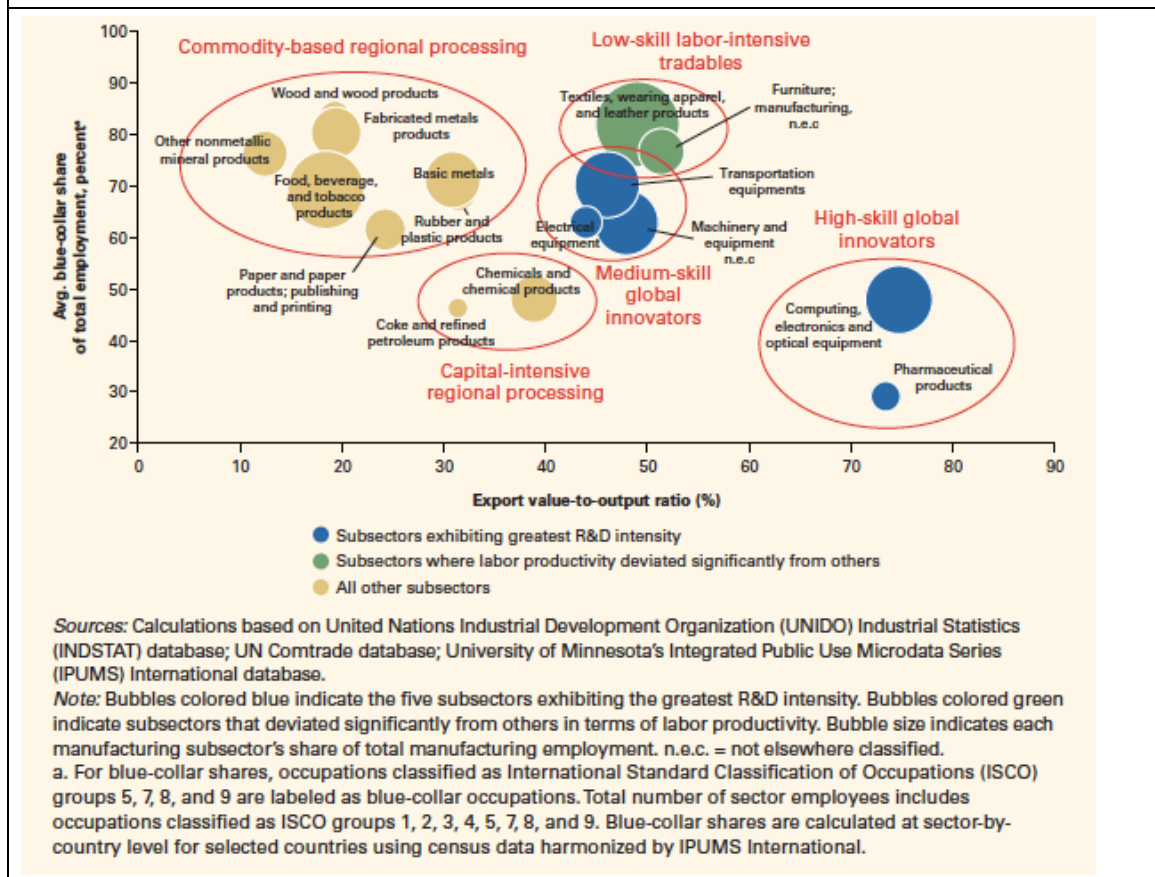 100
90
80
70
60
50
40
30
20
Avg. blue-collar share
of total employment, percentª
Commodity-based regional processing
Wood and wood products
Fabricated metals
products
Other nonmetallic
mineral products
Food, beverage,
and tobacco
products
Basic metals
Rubber and
plastic products
Paper and paper
products; publishing
and printing
Low-skill labor-intensive
tradables
Textiles, wearing apparel,
and leather products
Furniture;
manufacturing,
n.e.c
Transportation
equipments
Electrical
equipment
Machinery and
equipment
n.e.c
Medium-skill
global
innovators
Chemicals and
chemical products
Coke and refined
petroleum products
Capital-intensive
regional processing
High-skill global
innovators
Computing,
electronics and
optical equipment
Pharmaceutical
products
0 10 20 30 40 50 60 70 80 90
Export value-to-output ratio (%)
Subsectors exhibiting greatest R&D intensity
Subsectors where labor productivity deviated significantly from others
All other subsectors
Sources: Calculations based on United Nations Industrial Development Organization (UNIDO) Industrial Statistics
(INDSTAT) database; UN Comtrade database; University of Minnesota's Integrated Public Use Microdata Series
(IPUMS) International database.
Note: Bubbles colored blue indicate the five subsectors exhibiting the greatest R&D intensity. Bubbles colored green
indicate subsectors that deviated significantly from others in terms of labor productivity. Bubble size indicates each
manufacturing subsector's share of total manufacturing employment. n.e.c. = not elsewhere classified.
a. For blue-collar shares, occupations classified as International Standard Classification of Occupations (ISCO)
groups 5, 7, 8, and 9 are labeled as blue-collar occupations. Total number of sector employees includes
occupations classified as ISCO groups 1, 2, 3, 4, 5, 7, 8, and 9. Blue-collar shares are calculated at sector-by-
country level for selected countries using census data harmonized by IPUMS International.